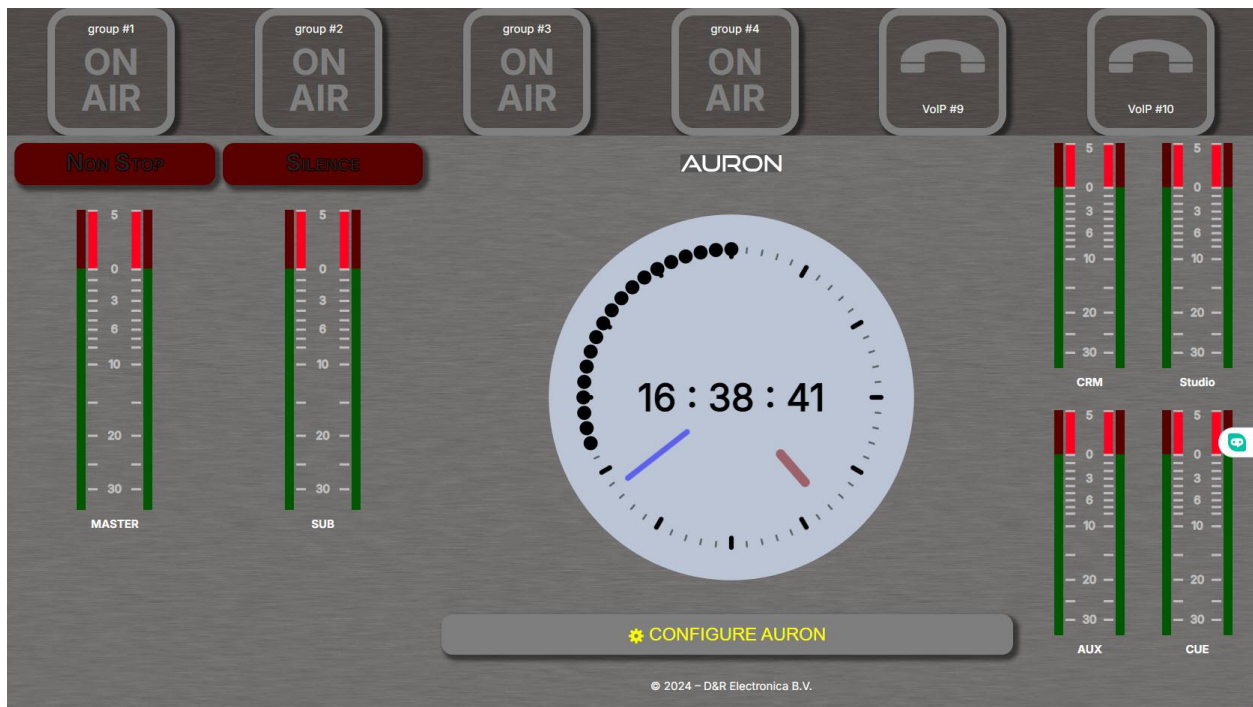 group #1
ON
AIR
group #2
ON
AIR
group #3
ON
AIR
group #4
ON
AIR
VoIP #9
VoIP #10
Non Stop
Silence
AURON
5
0
3
6
10
20
30
MASTER
5
0
3
6
10
20
30
SUB
16 : 38 : 41
CONFIGURE AURON
© 2024 – D&R Electronica B.V.
5
0
3
6
10
20
30
CRM
5
0
3
6
10
20
30
Studio
5
0
3
6
10
20
30
AUX
5
0
3
6
10
20
30
CUE